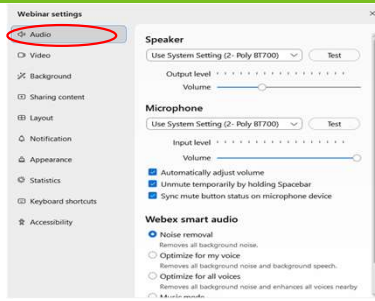 Webinar settings
Audio
Video
Background
Sharing content
Layout
Notification
Appearance
Statistics
Keyboard shortcuts
Accessibility
Speaker
Use System Setting (2- Poly BT700)
Test
Output level
Volume
Microphone
Use System Setting (2- Poly BT700)
Test
Input level
Volume
Automatically adjust volume
Unmute temporarily by holding Spacebar
Sync mute button status on microphone device
Webex smart audio
Noise removal
Removes all background noise.
Optimize for my voice
Removes all background noise and background speech.
Optimize for all voices
Removes all background noise and enhances all voices nearby
Music mode